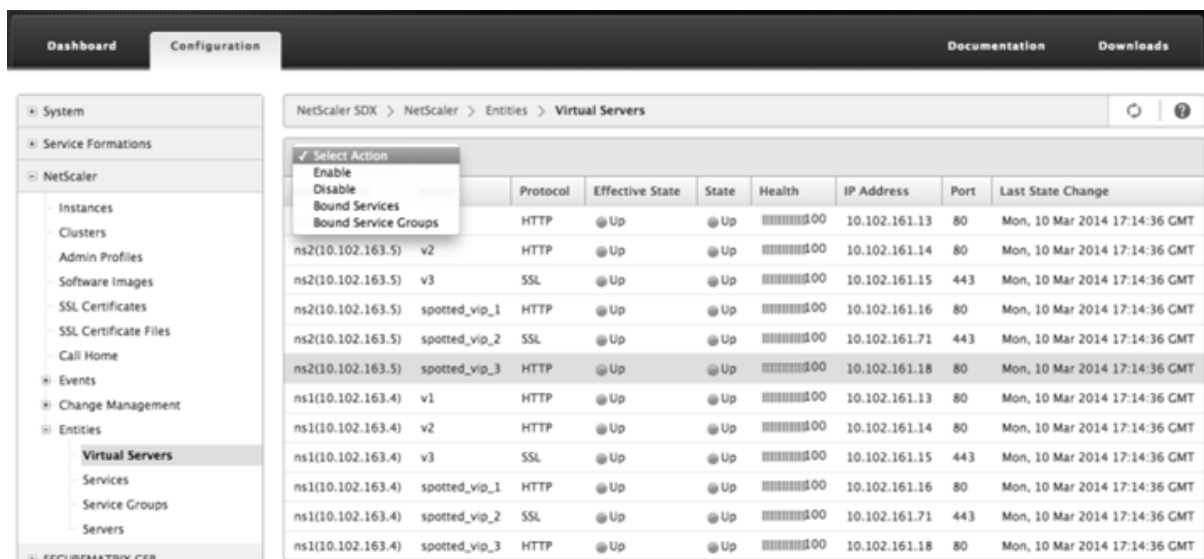 Dashboard Configuration Documentation Downloads
System
Service Formations
NetScaler
Instances
Clusters
Admin Profiles
Software Images
SSL Certificates
SSL Certificate Files
Call Home
Events
Change Management
Entities
Virtual Servers
Services
Service Groups
Servers
NetScaler SDX > NetScaler > Entities > Virtual Servers
✓ Select Action
Enable
Disable
Bound Services
Bound Service Groups
Protocol Effective State State Health IP Address Port Last State Change
HTTP Up Up 100 10.102.161.13 80 Mon, 10 Mar 2014 17:14:36 GMT
ns2(10.102.163.5) v2 HTTP Up Up 100 10.102.161.14 80 Mon, 10 Mar 2014 17:14:36 GMT
ns2(10.102.163.5) v3 SSL Up Up 100 10.102.161.15 443 Mon, 10 Mar 2014 17:14:36 GMT
ns2(10.102.163.5) spotted_vip_1 HTTP Up Up 100 10.102.161.16 80 Mon, 10 Mar 2014 17:14:36 GMT
ns2(10.102.163.5) spotted_vip_2 SSL Up Up 100 10.102.161.71 443 Mon, 10 Mar 2014 17:14:36 GMT
ns2(10.102.163.5) spotted_vip_3 HTTP Up Up 100 10.102.161.18 80 Mon, 10 Mar 2014 17:14:36 GMT
ns1(10.102.163.4) v1 HTTP Up Up 100 10.102.161.13 80 Mon, 10 Mar 2014 17:14:36 GMT
ns1(10.102.163.4) v2 HTTP Up Up 100 10.102.161.14 80 Mon, 10 Mar 2014 17:14:36 GMT
ns1(10.102.163.4) v3 SSL Up Up 100 10.102.161.15 443 Mon, 10 Mar 2014 17:14:36 GMT
ns1(10.102.163.4) spotted_vip_1 HTTP Up Up 100 10.102.161.16 80 Mon, 10 Mar 2014 17:14:36 GMT
ns1(10.102.163.4) spotted_vip_2 SSL Up Up 100 10.102.161.71 443 Mon, 10 Mar 2014 17:14:36 GMT
ns1(10.102.163.4) spotted_vip_3 HTTP Up Up 100 10.102.161.18 80 Mon, 10 Mar 2014 17:14:36 GMT